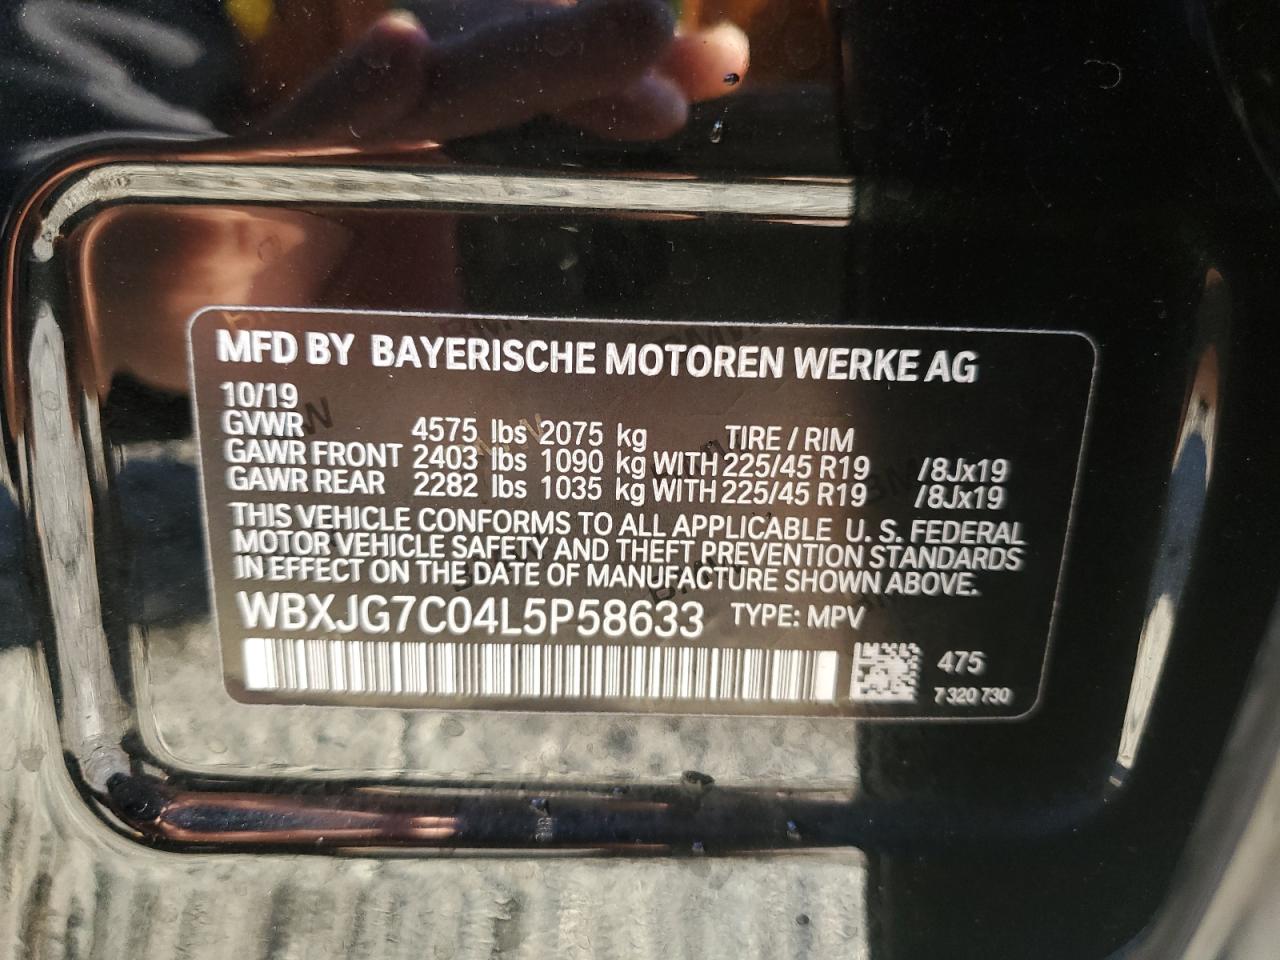 MFD BY BAYERISCHE MOTOREN WERKE AG
10/19
GVWR 4575 lbs 2075 kg TIRE / RIM
GAWR FRONT 2403 lbs 1090 kg WITH 225/45 R19 /8Jx19
GAWR REAR 2282 lbs 1035 kg WITH 225/45 R19 /8Jx19
THIS VEHICLE CONFORMS TO ALL APPLICABLE U. S. FEDERAL
MOTOR VEHICLE SAFETY AND THEFT PREVENTION STANDARDS
IN EFFECT ON THE DATE OF MANUFACTURE SHOWN ABOVE.
WBXJG7C04L5P58633 TYPE: MPV
475
7 320 730